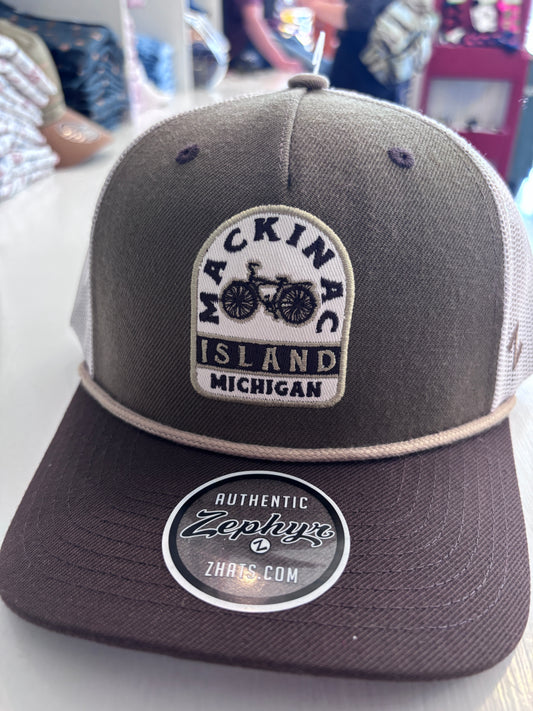 MACKINAC
ISLAND
MICHIGAN
AUTHENTIC
Zephyr
Z
ZHATS.COM